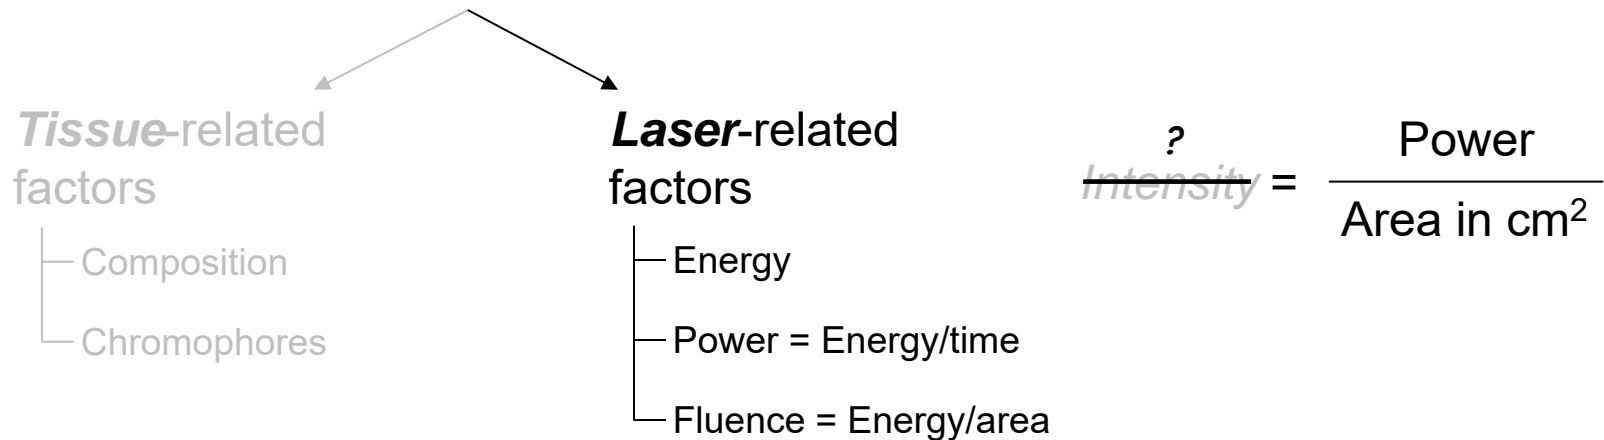 Tissue-related
factors
Composition
Chromophores
Laser-related
factors
Energy
Power = Energy/time
Fluence = Energy/area
?
Intensity =
Power
Area in cm²